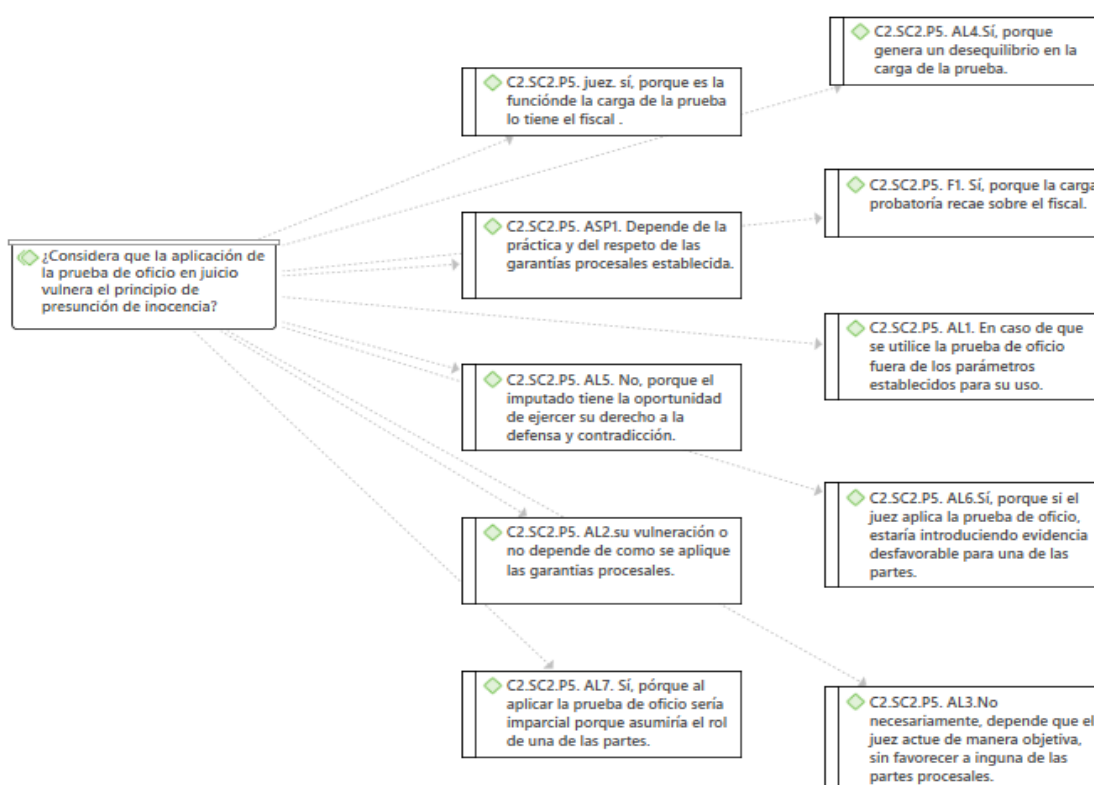 ¿Considera que la aplicación de
la prueba de oficio en juicio
vulnera el principio de
presunción de inocencia?
C2.SC2.P5. juez. sí, porque es la
funciónde la carga de la prueba
lo tiene el fiscal .
C2.SC2.P5. ASP1. Depende de la
práctica y del respeto de las
garantías procesales establecida.
C2.SC2.P5. AL5. No, porque el
imputado tiene la oportunidad
de ejercer su derecho a la
defensa y contradicción.
C2.SC2.P5. AL2.su vulneración o
no depende de como se aplique
las garantias procesales.
C2.SC2.P5. AL7. Sí, pórque al
aplicar la prueba de oficio sería
imparcial porque asumiría el rol
de una de las partes.
C2.SC2.P5. AL4.Sí, porque
genera un desequilibrio en la
carga de la prueba.
C2.SC2.P5. F1. Sí, porque la carga
probatoría recae sobre el fiscal.
C2.SC2.P5. AL1. En caso de que
se utilice la prueba de oficio
fuera de los parámetros
establecidos para su uso.
C2.SC2.P5. AL6.Sí, porque si el
juez aplica la prueba de oficio,
estaría introduciendo evidencia
desfavorable para una de las
partes.
C2.SC2.P5. AL3.No
necesariamente, depende que el
juez actue de manera objetiva,
sin favorecer a inguna de las
partes procesales.